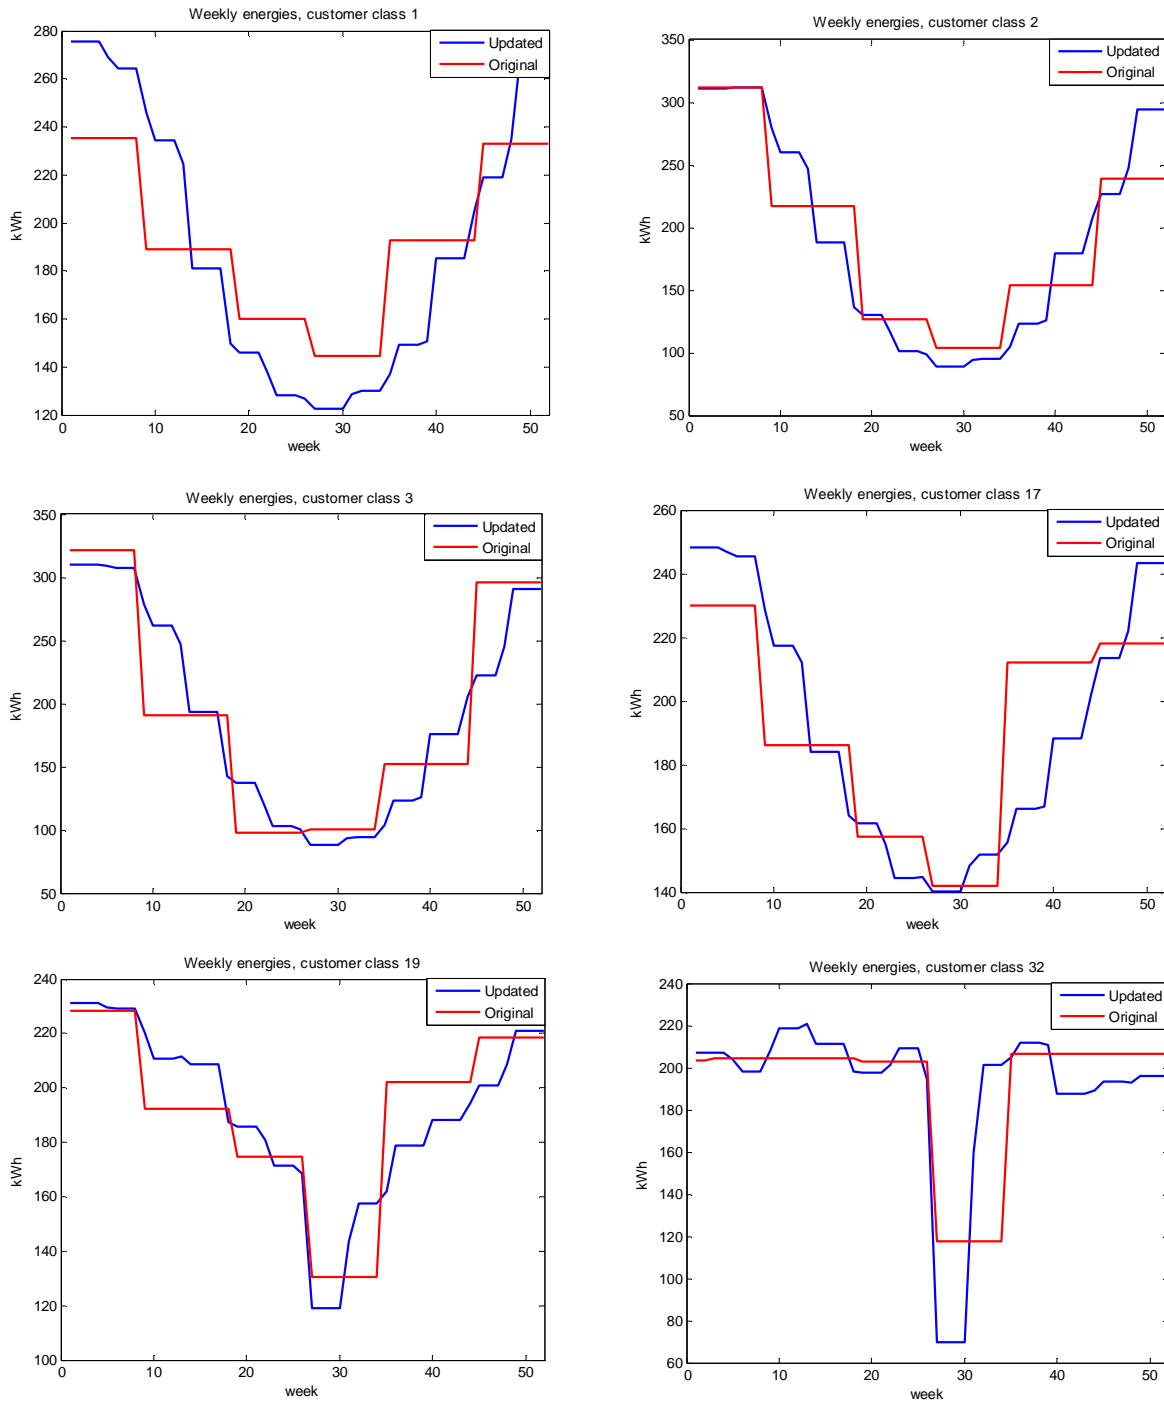 Weekly energies, customer class 1
280
260
240
220
200
180
160
140
120
kWh
0 10 20 30 40 50
week
Updated
Original
Weekly energies, customer class 2
350
300
250
200
150
100
50
kWh
0 10 20 30 40 50
week
Updated
Original
Weekly energies, customer class 3
350
300
250
200
150
100
50
kWh
0 10 20 30 40 50
week
Updated
Original
Weekly energies, customer class 17
260
240
220
200
180
160
140
kWh
0 10 20 30 40 50
week
Updated
Original
Weekly energies, customer class 19
240
220
200
180
160
140
120
100
kWh
0 10 20 30 40 50
week
Updated
Original
Weekly energies, customer class 32
240
220
200
180
160
140
120
100
80
60
kWh
0 10 20 30 40 50
week
Updated
Original